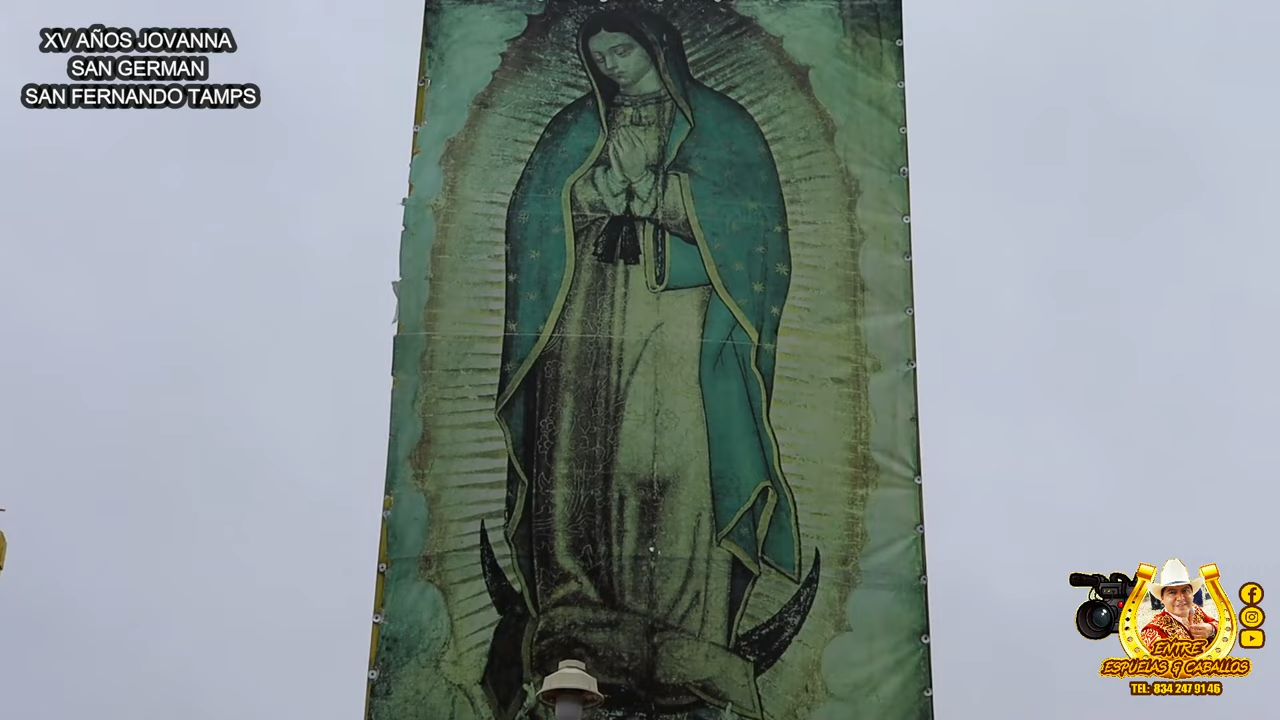 XV AÑOS JOVANNA
SAN GERMAN
SAN FERNANDO TAMPS
ENTRE
ESPUELAS Y CABALLOS
TEL: 834 247 91 46